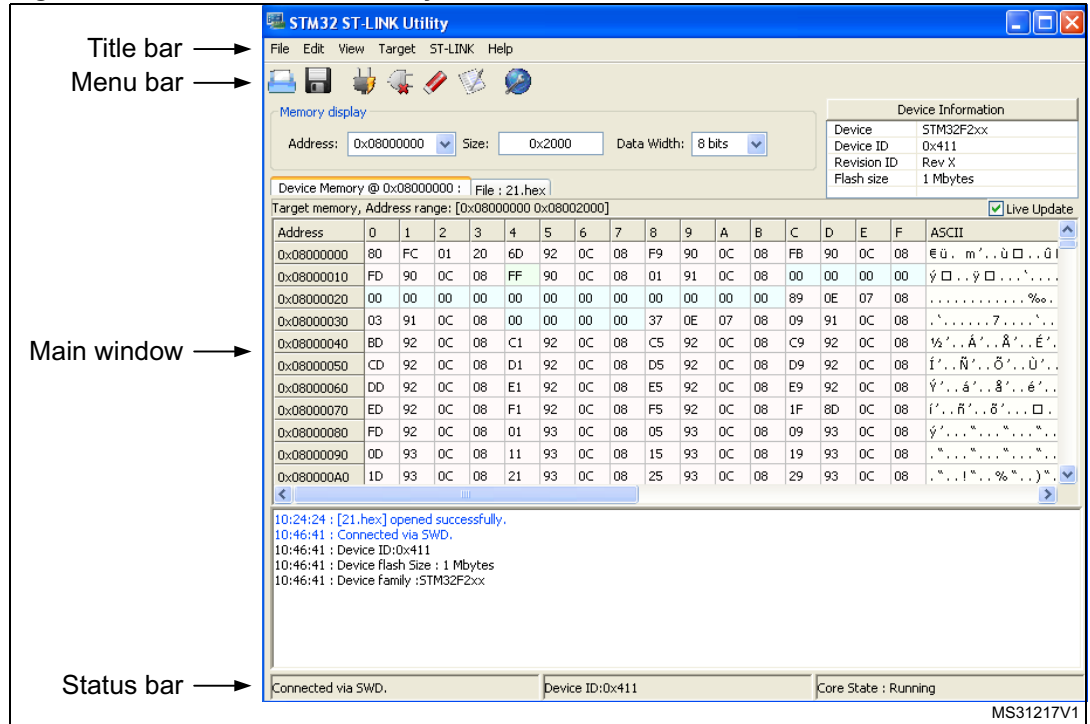 STM32 ST-LINK Utility
Title bar
File Edit View Target ST-LINK Help
Menu bar
Memory display
Address: 0x08000000 Size: 0x2000 Data Width: 8 bits
Device Information
Device STM32F2xx
Device ID 0x411
Revision ID Rev X
Flash size 1 Mbytes
Device Memory @ 0x08000000 : File : 21.hex
Target memory, Address range: [0x08000000 0x08002000] Live Update
Address 0 1 2 3 4 5 6 7 8 9 A B C D E F ASCII
0x08000000 80 FC 01 20 6D 92 0C 08 F9 90 0C 08 FB 90 0C 08 €ü. m'..ù□..û
0x08000010 FD 90 0C 08 FF 90 0C 08 01 91 0C 08 00 00 00 00 ý□..ÿ□...‘....
0x08000020 00 00 00 00 00 00 00 00 00 00 00 00 89 0E 07 08 ............‰.
0x08000030 03 91 0C 08 00 00 00 00 37 0E 07 08 09 91 0C 08 .‘......7....‘..
0x08000040 BD 92 0C 08 C1 92 0C 08 C5 92 0C 08 C9 92 0C 08 ½’..Á’..Å’..É’.
0x08000050 CD 92 0C 08 D1 92 0C 08 D5 92 0C 08 D9 92 0C 08 Í’..Ñ’..Õ’..Ù’..
0x08000060 DD 92 0C 08 E1 92 0C 08 E5 92 0C 08 E9 92 0C 08 Ý’..á’..å’..é’..
0x08000070 ED 92 0C 08 F1 92 0C 08 F5 92 0C 08 1F 8D 0C 08 í’..ñ’..õ’...□.
0x08000080 FD 92 0C 08 01 93 0C 08 05 93 0C 08 09 93 0C 08 ý’...“...“...“..
0x08000090 0D 93 0C 08 11 93 0C 08 15 93 0C 08 19 93 0C 08 .“...“...“...“..
0x080000A0 1D 93 0C 08 21 93 0C 08 25 93 0C 08 29 93 0C 08 .“..!“..%“..)“.
Main window
10:24:24 : [21.hex] opened successfully.
10:46:41 : Connected via SWD.
10:46:41 : Device ID:0x411
10:46:41 : Device flash Size : 1 Mbytes
10:46:41 : Device family :STM32F2xx
Status bar
Connected via SWD. Device ID:0x411 Core State : Running
MS31217V1